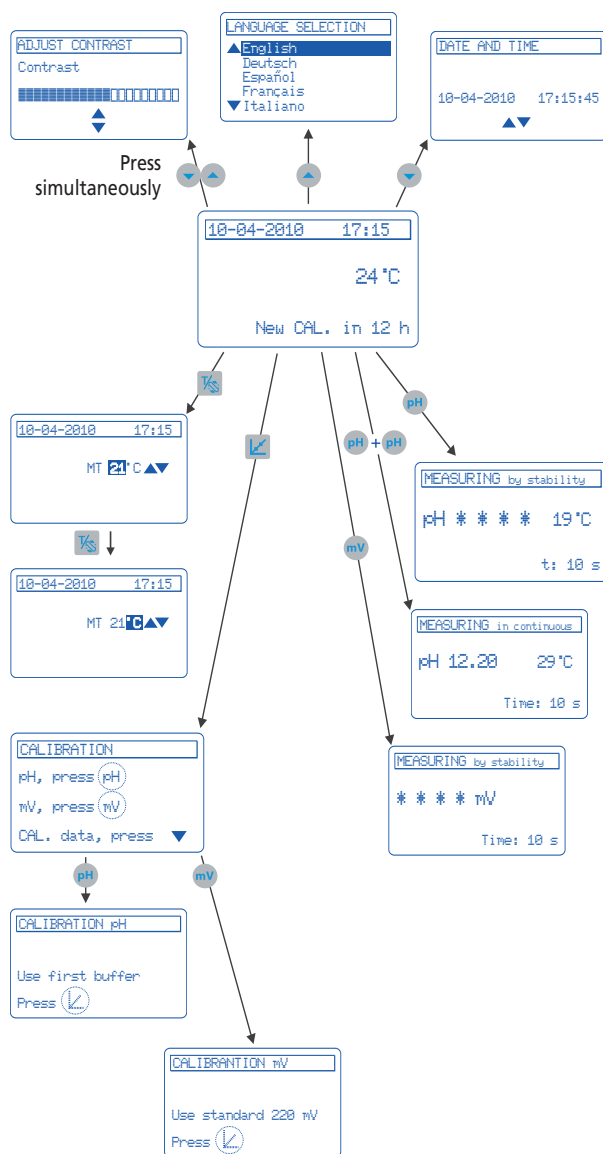 ADJUST CONTRAST
Contrast
LANGUAGE SELECTION
English
Deutsch
Español
Français
Italiano
DATE AND TIME
10-04-2010 17:15:45
Press
simultaneously
10-04-2010 17:15
24°C
New CAL. in 12 h
T/
10-04-2010 17:15
MT 21°C
T/
10-04-2010 17:15
MT 21°C
pH
pH + pH
mV
MEASURING by stability
pH * * * * 19°C
t: 10 s
MEASURING in continuous
pH 12.20 29°C
Time: 10 s
MEASURING by stability
* * * * mV
Time: 10 s
CALIBRATION
pH, press pH
mV, press mV
CAL. data, press
pH
mV
CALIBRATION pH
Use first buffer
Press
CALIBRANTION mV
Use standard 220 mV
Press